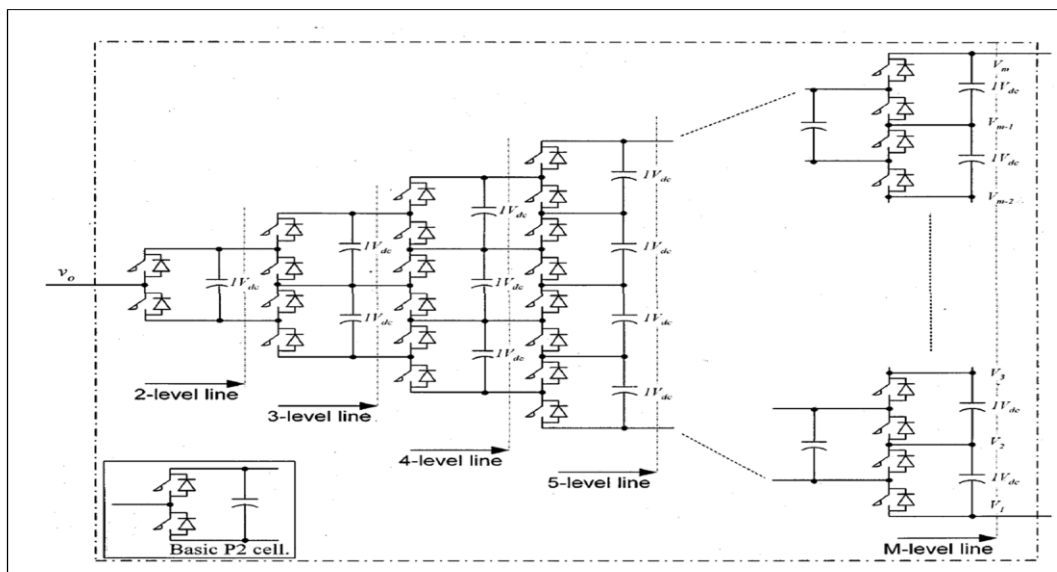 V_m
1V_dc
V_m-1
1V_dc
V_m-2
1V_dc
1V_dc
1V_dc
1V_dc
1V_dc
1V_dc
v_o
1V_dc
1V_dc
1V_dc
1V_dc
V_3
1V_dc
V_2
1V_dc
V_1
2-level line
3-level line
4-level line
5-level line
M-level line
Basic P2 cell.